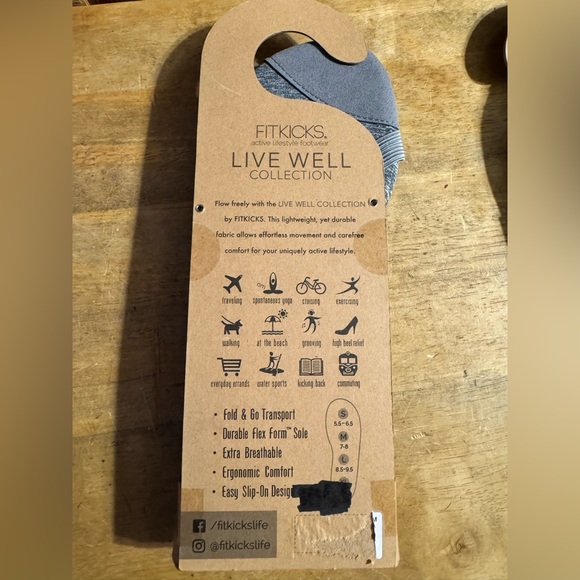 FITKICKS®
active lifestyle footwear
LIVE WELL
COLLECTION
Flow freely with the LIVE WELL COLLECTION
by FITKICKS. This lightweight, yet durable
fabric allows effortless movement and carefree
comfort for your uniquely active lifestyle.
traveling spontaneous yoga cruising exercising
walking at the beach grooving high heel relief
everyday errands water sports kicking back commuting
• Fold & Go Transport
• Durable Flex Form™ Sole
• Extra Breathable
• Ergonomic Comfort
• Easy Slip-On Desig
S
5.5–6.5
M
7-8
L
8.5–9.5
/fitkickslife
@fitkickslife